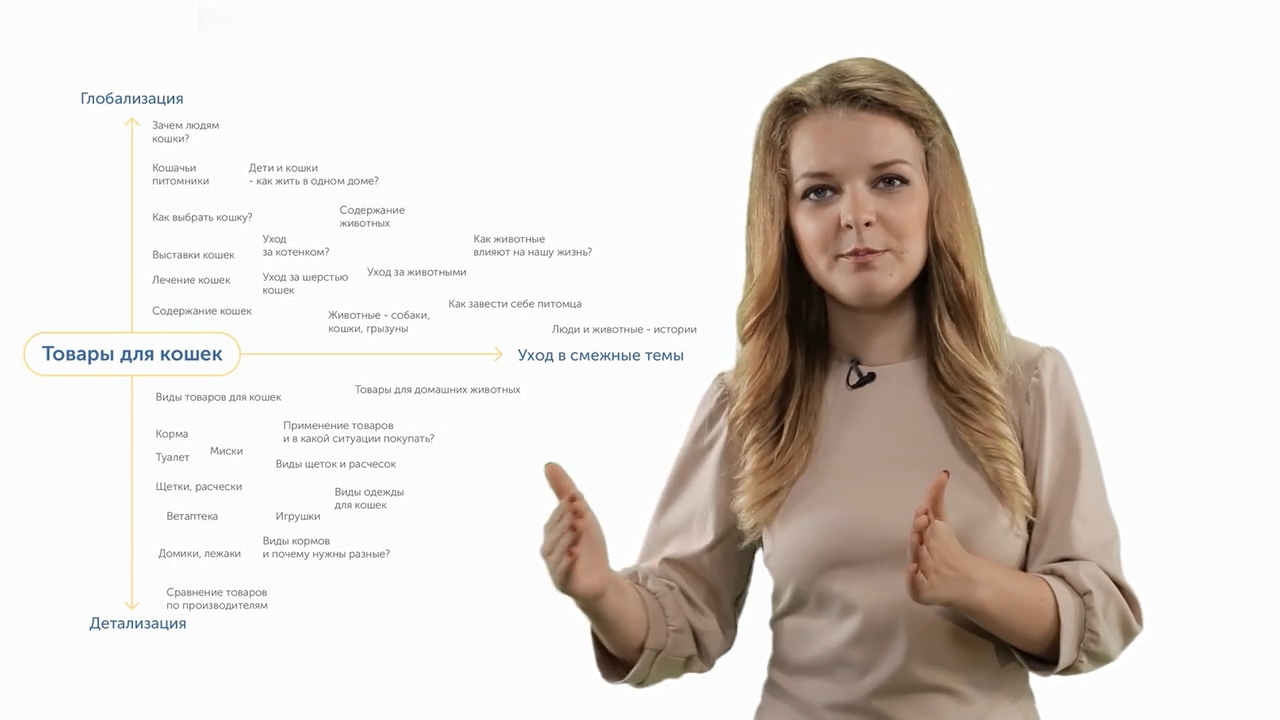 Глобализация
Зачем людям
кошки?
Кошачьи
питомники
Дети и кошки
- как жить в одном доме?
Как выбрать кошку?
Содержание
животных
Уход
за котенком?
Как животные
влияют на нашу жизнь?
Выставки кошек
Лечение кошек
Уход за шерстью
кошек
Уход за животными
Содержание кошек
Животные - собаки,
кошки, грызуны
Как завести себе питомца
Люди и животные - истории
Товары для кошек
Уход в смежные темы
Виды товаров для кошек
Товары для домашних животных
Корма
Применение товаров
и в какой ситуации покупать?
Туалет
Миски
Виды щеток и расчесок
Щетки, расчески
Виды одежды
для кошек
Ветаптека
Игрушки
Домики, лежаки
Виды кормов
и почему нужны разные?
Сравнение товаров
по производителям
Детализация